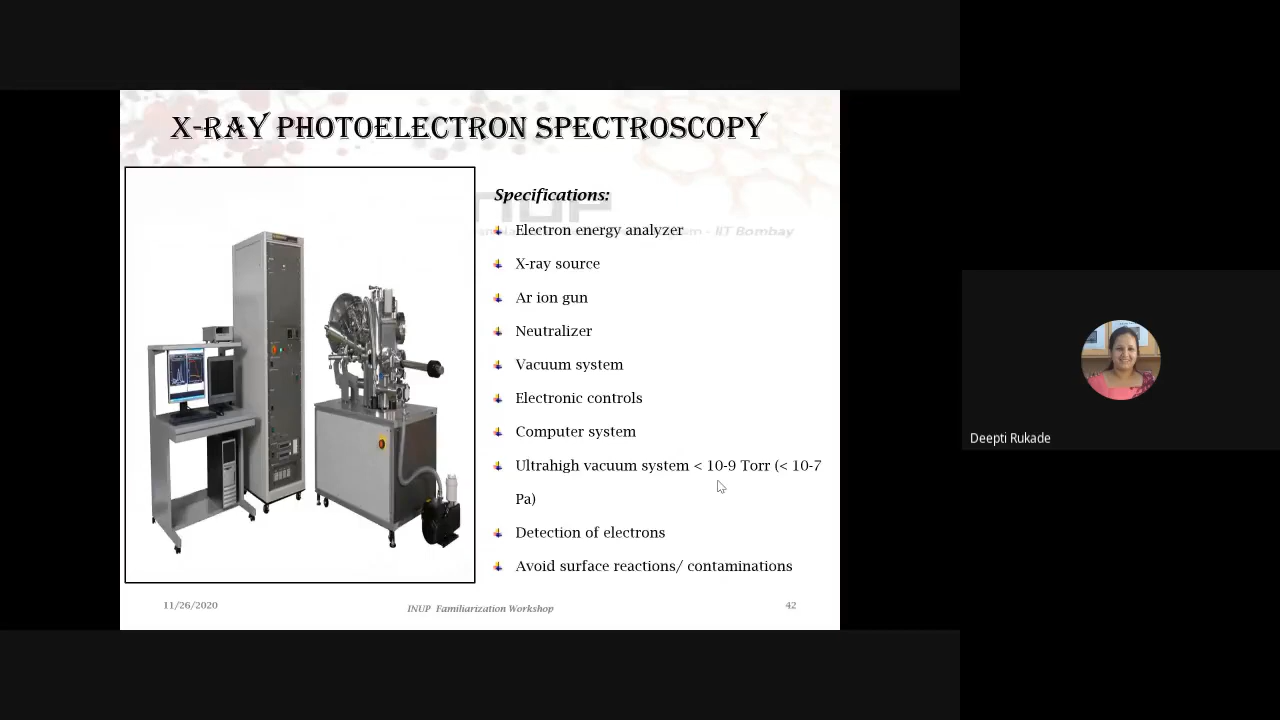 X-RAY PHOTOELECTRON SPECTROSCOPY
Specifications:
Electron energy analyzer
X-ray source
Ar ion gun
Neutralizer
Vacuum system
Electronic controls
Computer system
Ultrahigh vacuum system < 10-9 Torr (< 10-7
Pa)
Detection of electrons
Avoid surface reactions/ contaminations
- IIT Bombay
11/26/2020
INUP Familiarization Workshop
42
Deepti Rukade